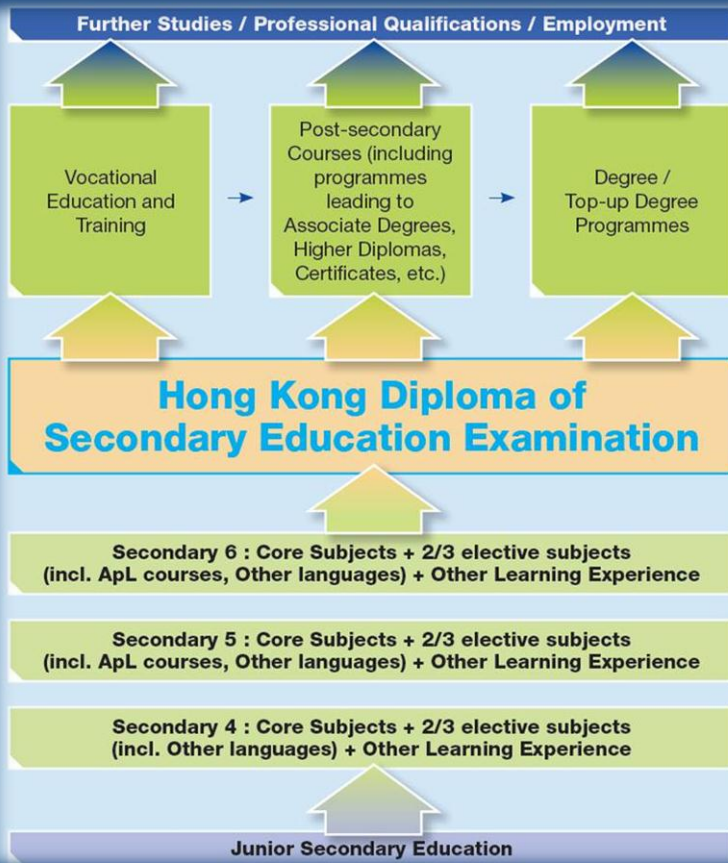 Further Studies / Professional Qualifications / Employment
Vocational
Education and
Training
Post-secondary
Courses (including
programmes
leading to
Associate Degrees,
Higher Diplomas,
Certificates, etc.)
Degree /
Top-up Degree
Programmes
Hong Kong Diploma of
Secondary Education Examination
Secondary 6 : Core Subjects + 2/3 elective subjects
(incl. ApL courses, Other languages) + Other Learning Experience
Secondary 5 : Core Subjects + 2/3 elective subjects
(incl. ApL courses, Other languages) + Other Learning Experience
Secondary 4 : Core Subjects + 2/3 elective subjects
(incl. Other languages) + Other Learning Experience
Junior Secondary Education